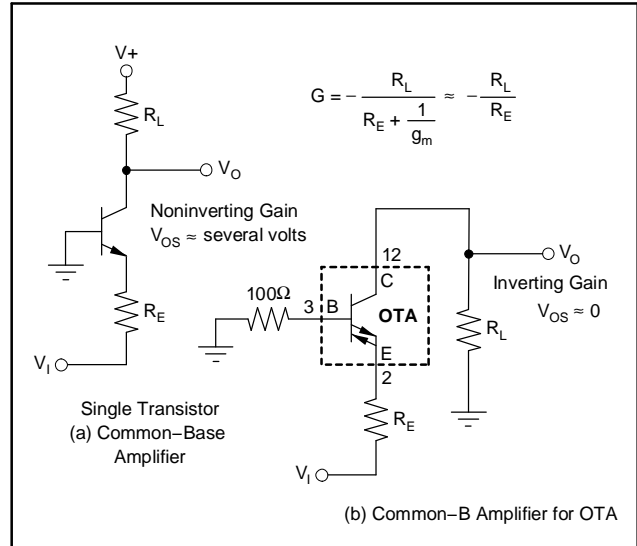 V+
R_L
V_O
Noninverting Gain
V_OS ≈ several volts
R_E
V_I
Single Transistor
(a) Common−Base
Amplifier
G = − R_L / (R_E + 1/g_m) ≈ − R_L / R_E
12
C
100Ω
3
B
OTA
E
2
R_E
V_I
V_O
Inverting Gain
V_OS ≈ 0
R_L
(b) Common−B Amplifier for OTA